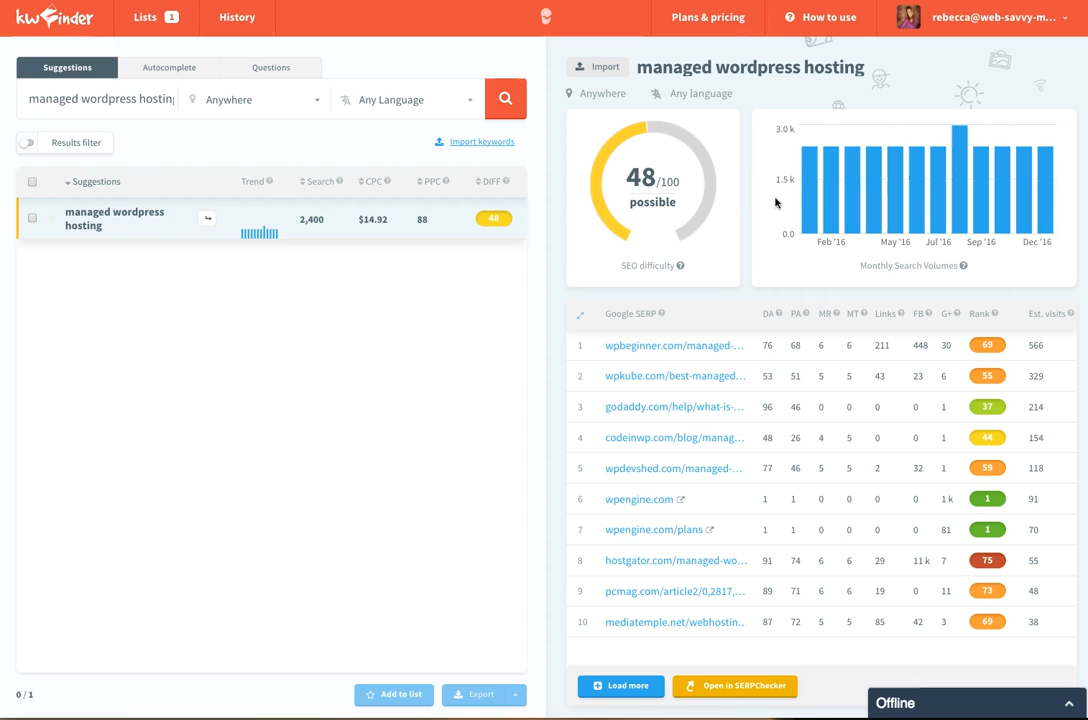 kwfinder
Lists 1
History
Plans & pricing
How to use
rebecca@web-savvy-m...
Suggestions
Autocomplete
Questions
managed wordpress hosting
Anywhere
Any Language
Results filter
Import keywords
Suggestions Trend Search CPC PPC DIFF
managed wordpress
hosting
2,400 $14.92 88 48
0 / 1
Add to list
Export
Import
managed wordpress hosting
Anywhere
Any language
48/100
possible
SEO difficulty
3.0 k
1.5 k
0.0
Feb '16 May '16 Jul '16 Sep '16 Dec '16
Monthly Search Volumes
Google SERP DA PA MR MT Links FB G+ Rank Est. visits
1 wpbeginner.com/managed-... 76 68 6 6 211 448 30 69 566
2 wpkube.com/best-managed... 53 51 5 5 43 23 6 55 329
3 godaddy.com/help/what-is-... 96 46 0 0 0 0 1 37 214
4 codeinwp.com/blog/manag... 48 26 4 5 0 0 1 44 154
5 wpdevshed.com/managed-... 77 46 5 5 2 32 1 59 118
6 wpengine.com 1 1 0 0 0 0 1 k 1 91
7 wpengine.com/plans 1 1 0 0 0 0 81 1 70
8 hostgator.com/managed-wo... 91 74 6 6 29 11 k 7 75 55
9 pcmag.com/article2/0,2817,... 89 71 6 6 19 0 11 73 48
10 mediatemple.net/webhostin... 87 72 5 5 85 42 3 69 38
Load more
Open in SERPChecker
Offline